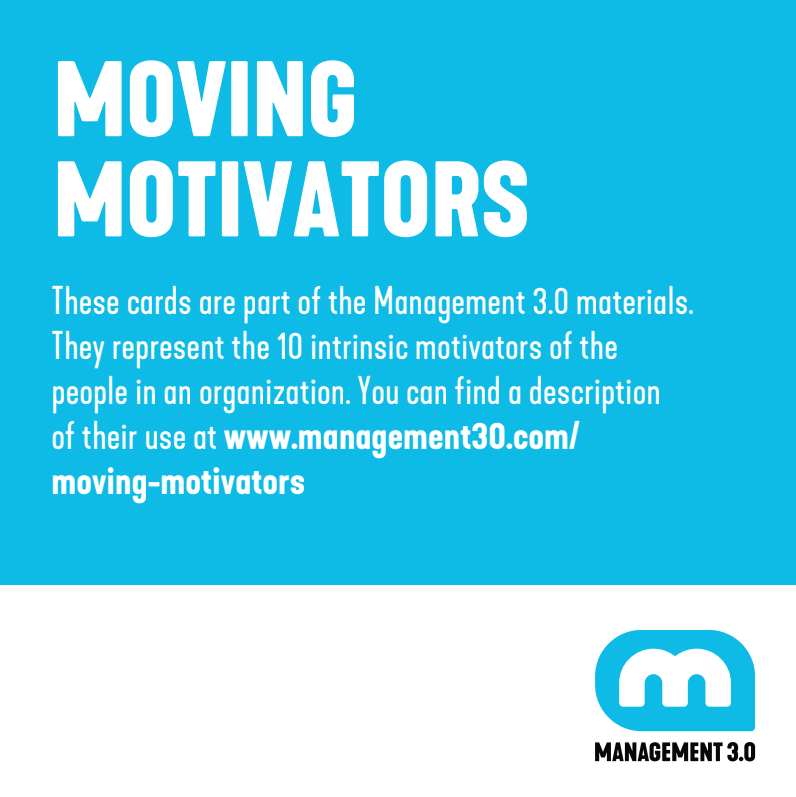 MOVING
MOTIVATORS
These cards are part of the Management 3.0 materials.
They represent the 10 intrinsic motivators of the
people in an organization. You can find a description
of their use at www.management30.com/
moving-motivators
m
MANAGEMENT 3.0